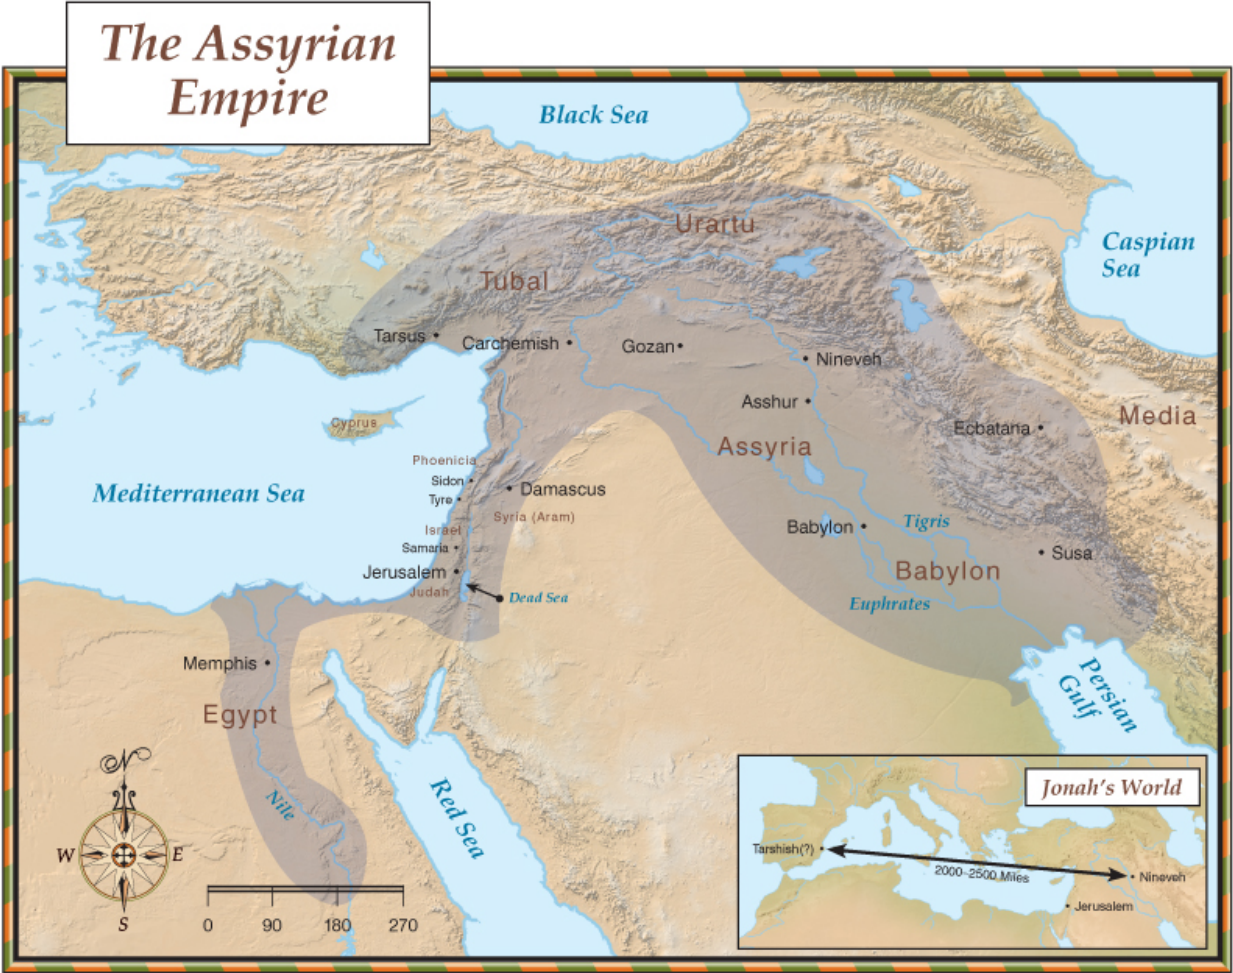 The Assyrian
Empire
Black Sea
Caspian
Sea
Urartu
Tubal
Tarsus
Carchemish
Gozan
Nineveh
Asshur
Media
Ecbatana
Cyprus
Assyria
Phoenicia
Sidon
Tyre
Damascus
Mediterranean Sea
Syria (Aram)
Israel
Samaria
Babylon
Tigris
Susa
Jerusalem
Judah
Dead Sea
Babylon
Euphrates
Memphis
Egypt
Persian
Gulf
Nile
Red Sea
N
W
E
S
0 90 180 270
Jonah's World
Tarshish(?)
2000-2500 Miles
Nineveh
Jerusalem